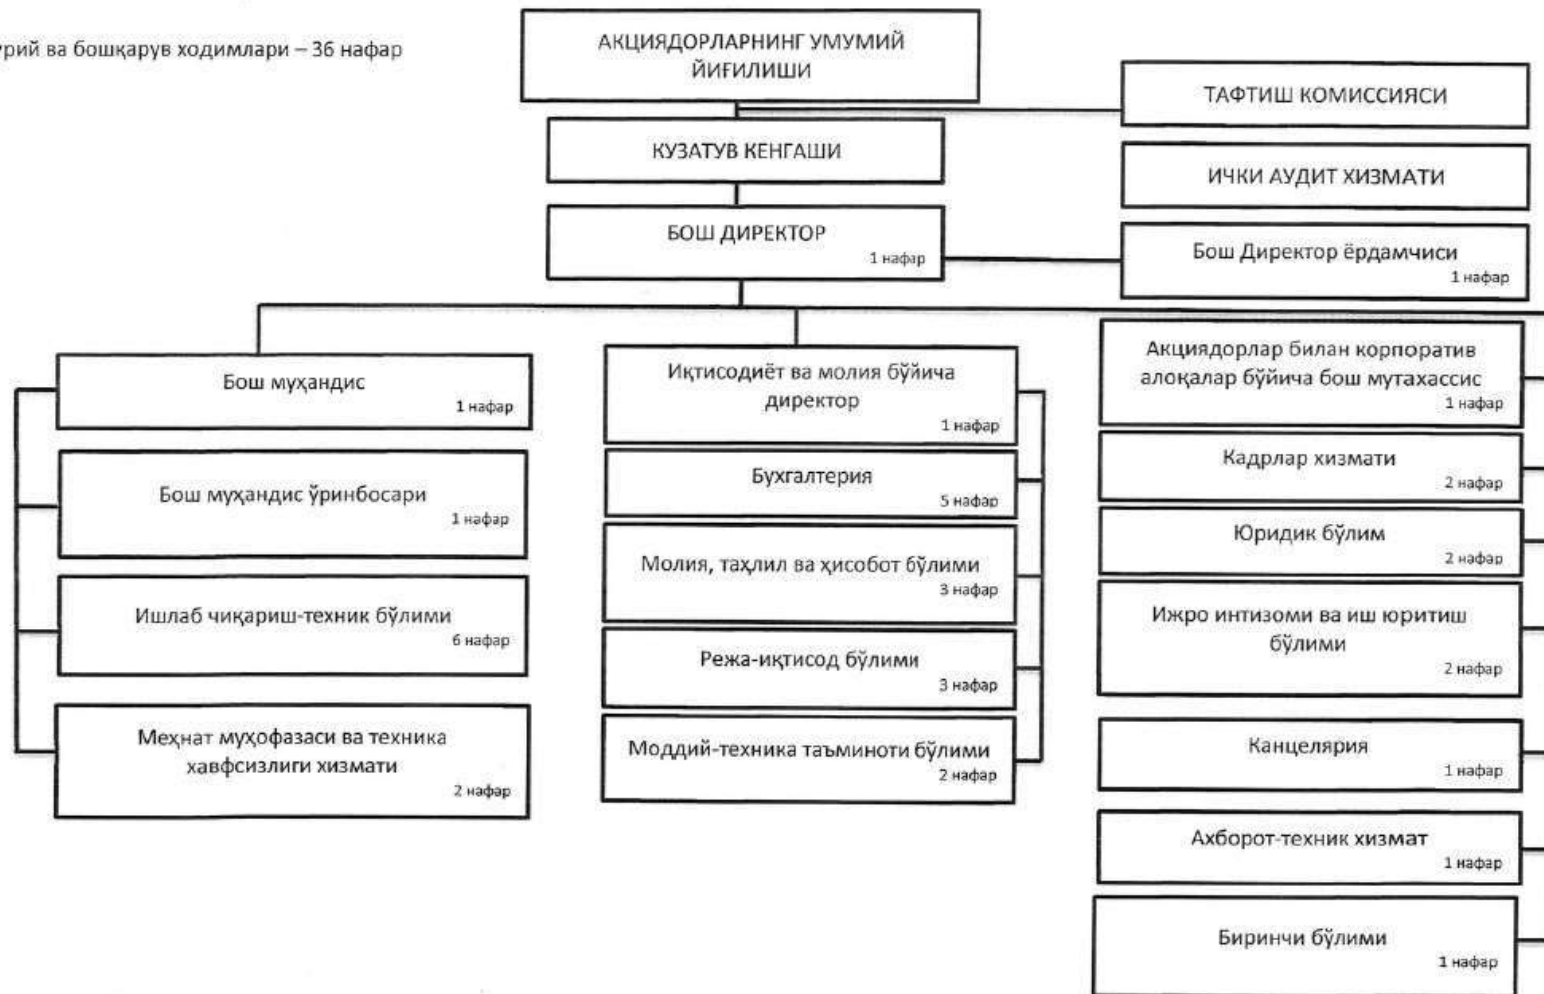 ва бошқарув ходимлари – 36 нафар
АКЦИЯДОРЛАРНИНГ УМУМИЙ
ЙИҒИЛИШИ
ТАФТИШ КОМИССИЯСИ
КУЗАТУВ КЕНГАШИ
ИЧКИ АУДИТ ХИЗМАТИ
БОШ ДИРЕКТОР
1 нафар
Бош Директор ёрдамчиси
1 нафар
Бош муҳандис
1 нафар
Бош муҳандис ўринбосари
1 нафар
Ишлаб чиқариш-техник бўлими
6 нафар
Меҳнат муҳофазаси ва техника
хавфсизлиги хизмати
2 нафар
Иқтисодиёт ва молия бўйича
директор
1 нафар
Бухгалтерия
5 нафар
Молия, таҳлил ва ҳисобот бўлими
3 нафар
Режа-иқтисод бўлими
3 нафар
Моддий-техника таъминоти бўлими
2 нафар
Акциядорлар билан корпоратив
алоқалар бўйича бош мутахассис
1 нафар
Кадрлар хизмати
2 нафар
Юридик бўлим
2 нафар
Ижро интизоми ва иш юритиш
бўлими
2 нафар
Канцелярия
1 нафар
Ахборот-техник хизмат
1 нафар
Биринчи бўлими
1 нафар